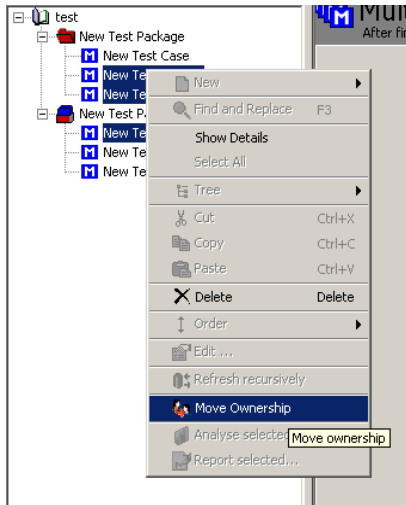 test
New Test Package
New Test Case
New Te
New Te
New Test P
New Te
New Te
New Te
After fi
New
Find and Replace F3
Show Details
Select All
Tree
Cut Ctrl+X
Copy Ctrl+C
Paste Ctrl+V
Delete Delete
Order
Edit ...
Refresh recursively
Move Ownership
Analyse selected
Move ownership
Report selected...